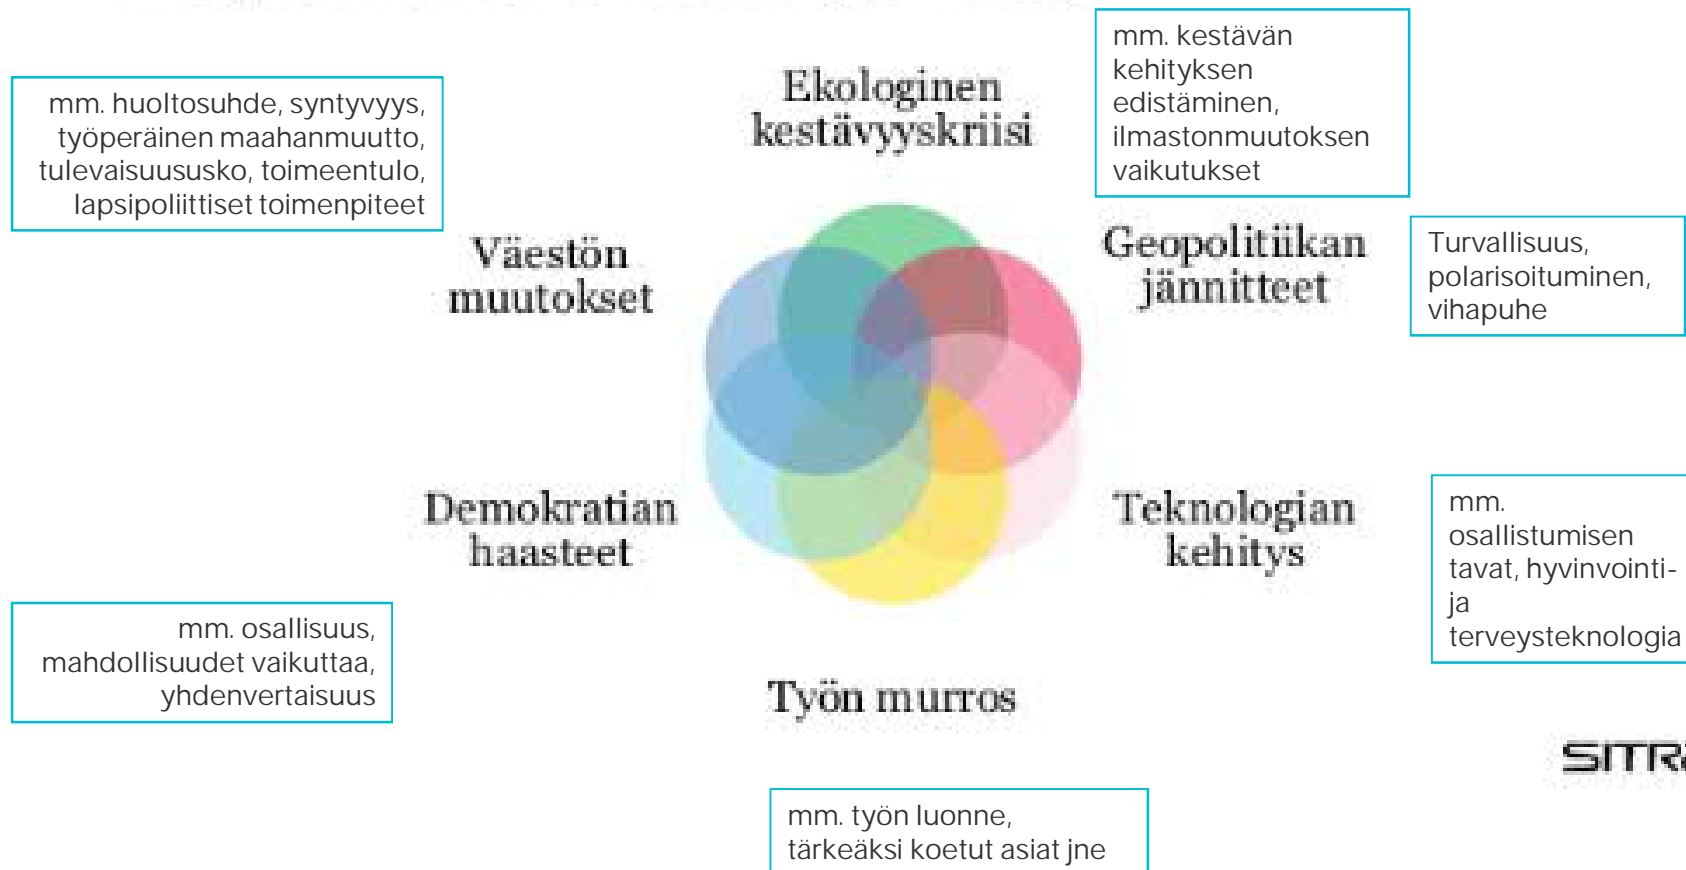 mm. kestävän
kehityksen
edistäminen,
ilmastonmuutoksen
vaikutukset
Ekologinen
kestävyyskriisi
mm. huoltosuhde, syntyvyys,
työperäinen maahanmuutto,
tulevaisuususko, toimeentulo,
lapsipoliittiset toimenpiteet
Väestön
muutokset
Geopolitiikan
jännitteet
Turvallisuus,
polarisoituminen,
vihapuhe
Demokratian
haasteet
Teknologian
kehitys
mm.
osallistumisen
tavat, hyvinvointi-
ja
terveysteknologia
mm. osallisuus,
mahdollisuudet vaikuttaa,
yhdenvertaisuus
Työn murros
SITRA
mm. työn luonne,
tärkeäksi koetut asiat jne